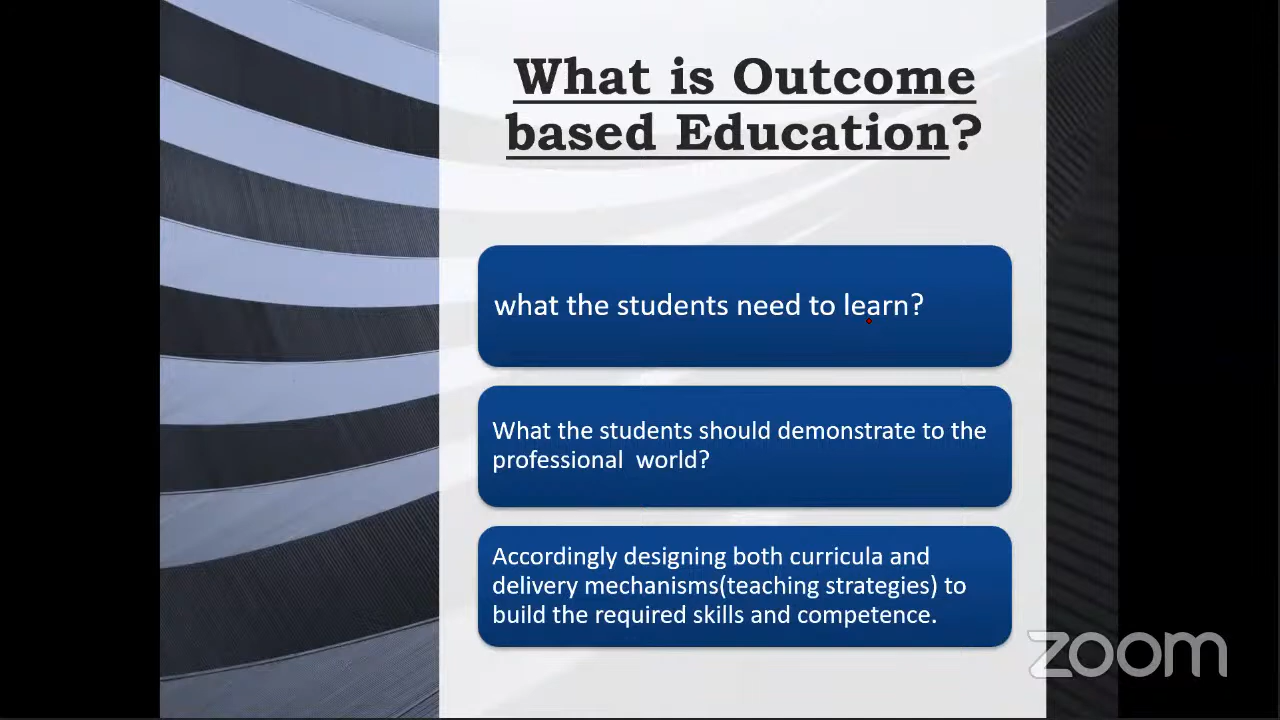 What is Outcome
based Education?
what the students need to learn?
What the students should demonstrate to the
professional  world?
Accordingly designing both curricula and
delivery mechanisms(teaching strategies) to
build the required skills and competence.
zoom